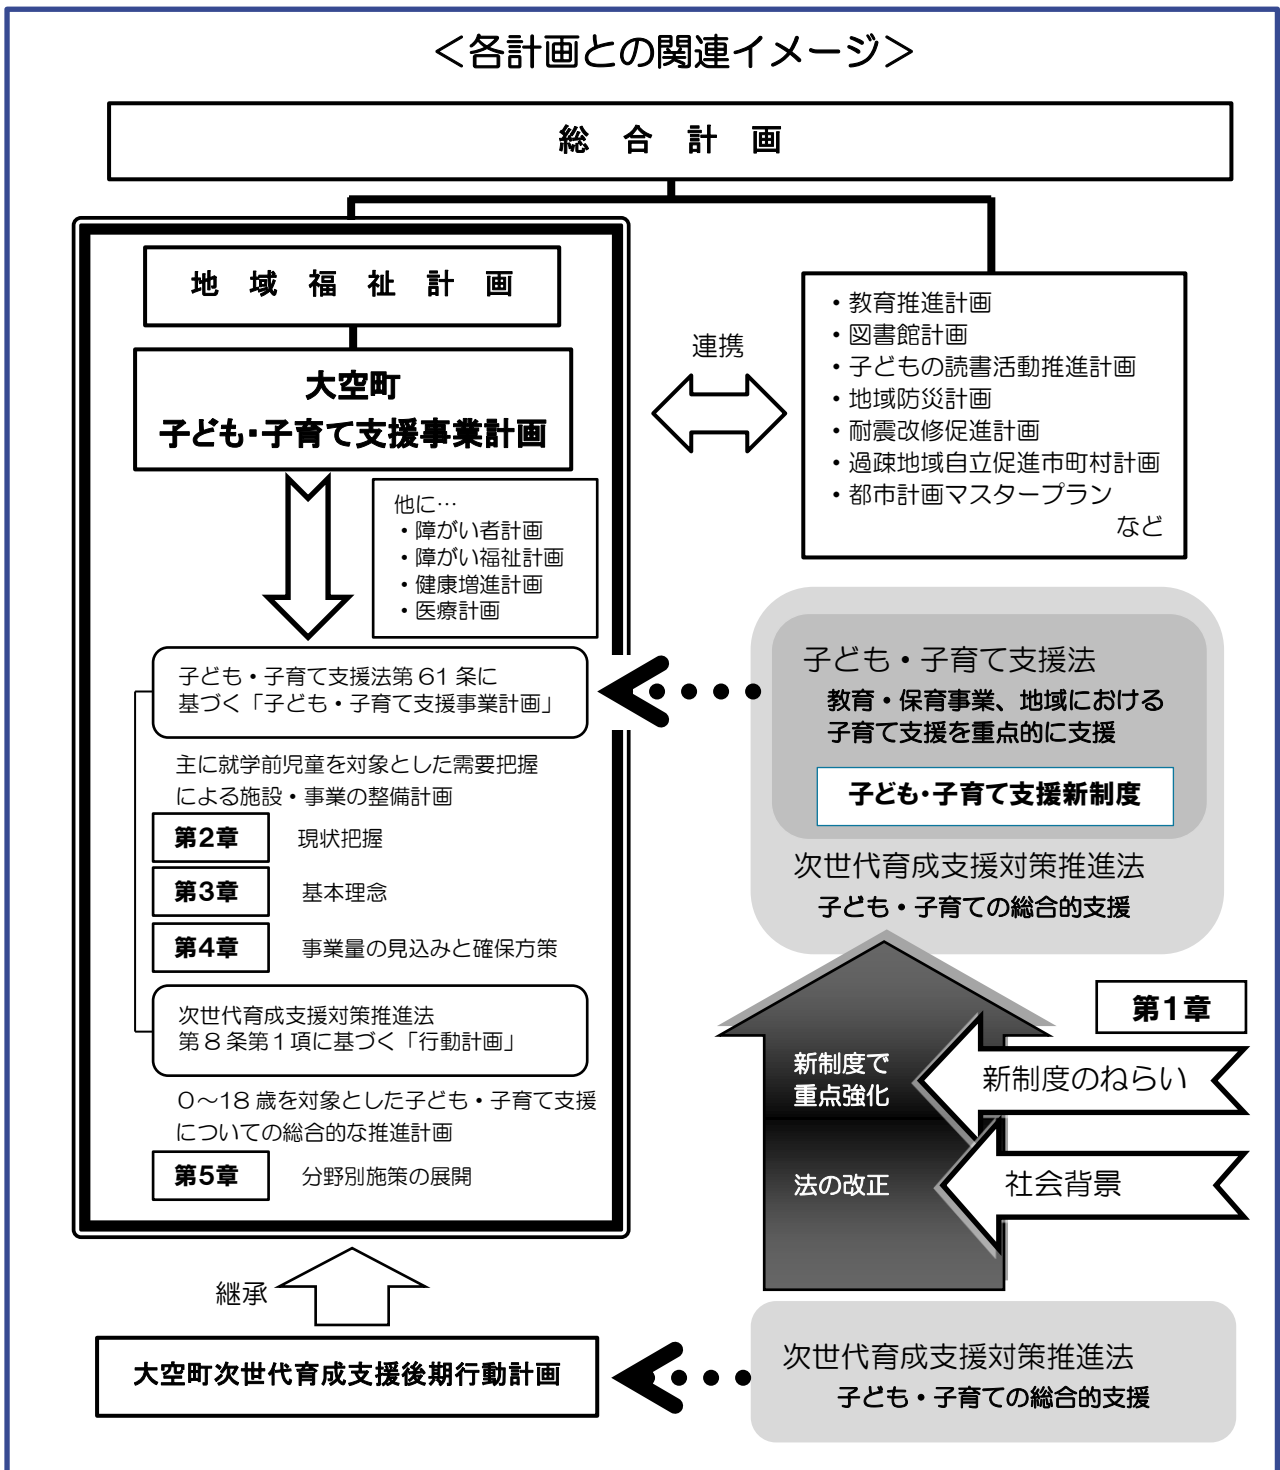 ＜各計画との関連イメージ＞
総合計画
地域福祉計画
大空町
子ども・子育て支援事業計画
他に…
・障がい者計画
・障がい福祉計画
・健康増進計画
・医療計画
連携
・教育推進計画
・図書館計画
・子どもの読書活動推進計画
・地域防災計画
・耐震改修促進計画
・過疎地域自立促進市町村計画
・都市計画マスタープラン
など
子ども・子育て支援法第61条に
基づく「子ども・子育て支援事業計画」
主に就学前児童を対象とした需要把握
による施設・事業の整備計画
第2章 現状把握
第3章 基本理念
第4章 事業量の見込みと確保方策
次世代育成支援対策推進法
第８条第１項に基づく「行動計画」
０～18歳を対象とした子ども・子育て支援
についての総合的な推進計画
第5章 分野別施策の展開
子ども・子育て支援法
教育・保育事業、地域における
子育て支援を重点的に支援
子ども・子育て支援新制度
次世代育成支援対策推進法
子ども・子育ての総合的支援
第1章
新制度で
重点強化
新制度のねらい
法の改正
社会背景
継承
大空町次世代育成支援後期行動計画
次世代育成支援対策推進法
子ども・子育ての総合的支援